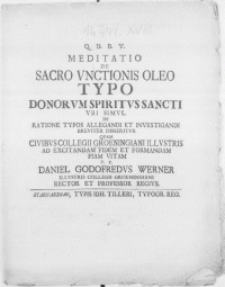 Q. D. B. V.
MEDITATIO
DE
SACRO VNCTIONIS OLEO
TYPO
DONORVM SPIRITVS SANCTI
VBI SIMVL
DE
RATIONE TYPOS ALLEGANDI ET INVESTIGANDI
BREVITER DISSERITVR
QVAM
CIVIBVS COLLEGII GROENINGIANI ILLVSTRIS
AD EXCITANDAM FIDEM ET FORMANDAM
PIAM VITAM
P. P.
DANIEL GODOFREDVS WERNER
ILLVSTRIS COLLEGII GROENINGIANI
RECTOR ET PROFESSOR REGIVS.
STARGARDIAE, TYPIS IOH. TILLERI, TYPOGR. REG.